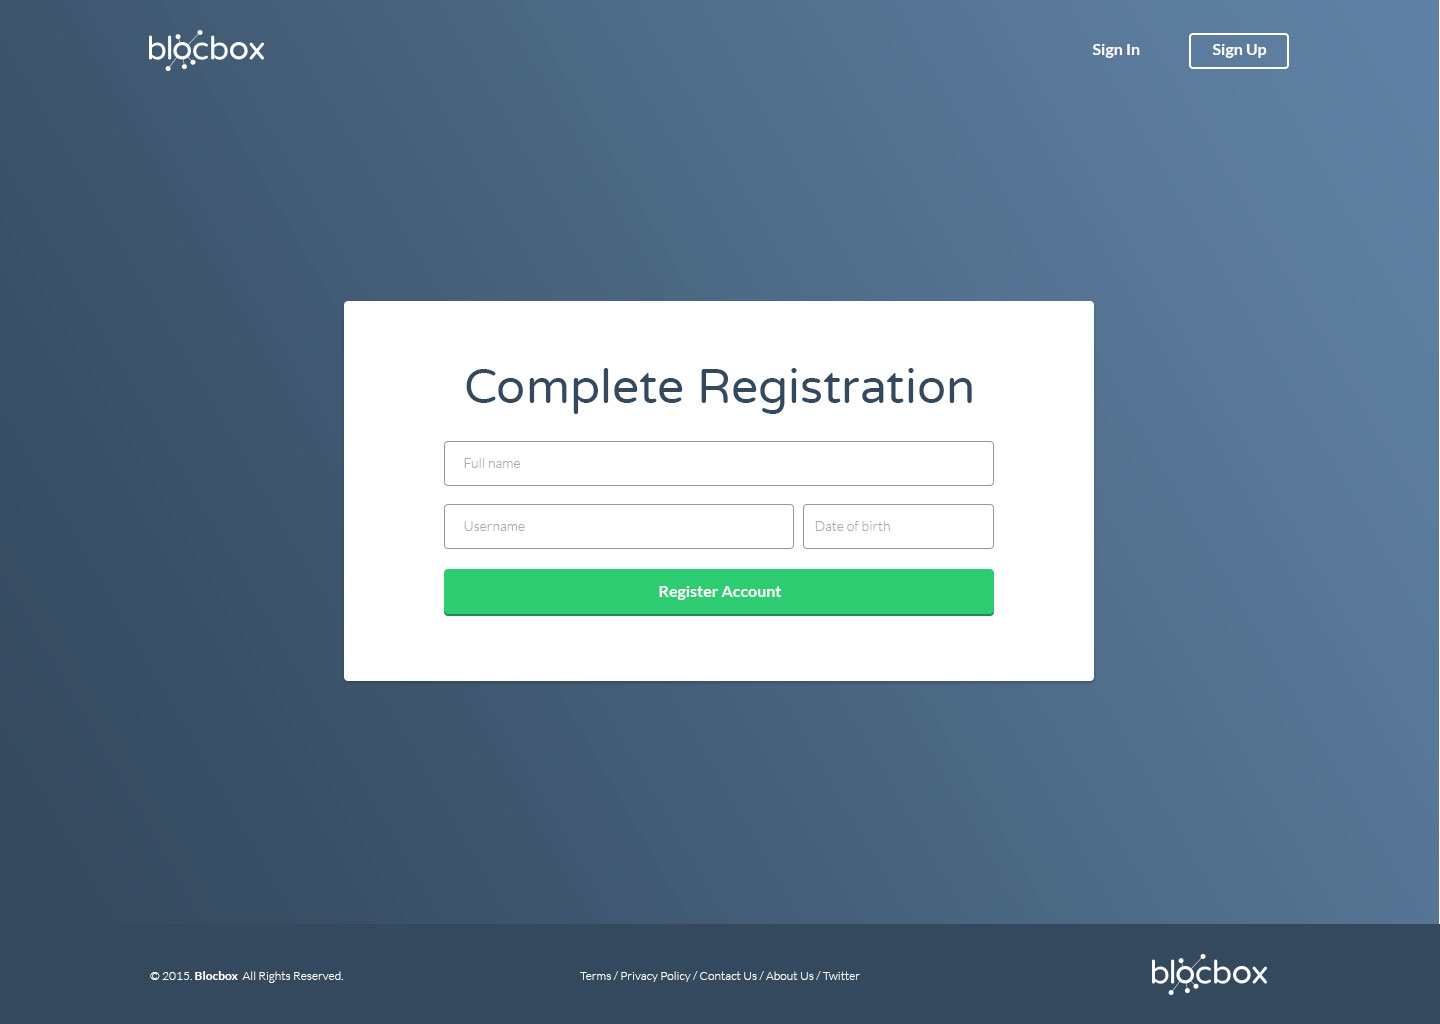 blocbox
Sign In
Sign Up
Complete Registration
Full name
Username
Date of birth
Register Account
© 2015. Blocbox All Rights Reserved.
Terms / Privacy Policy / Contact Us / About Us / Twitter
blocbox